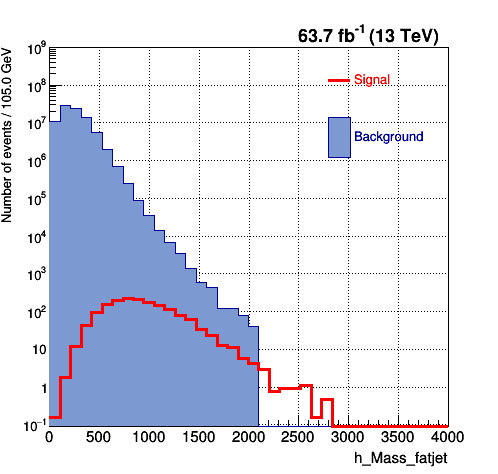 63.7 fb⁻¹ (13 TeV)
Number of events / 105.0 GeV
10⁹
10⁸
10⁷
10⁶
10⁵
10⁴
10³
10²
10
1
10⁻¹
Signal
Background
0 500 1000 1500 2000 2500 3000 3500 4000
h_Mass_fatjet